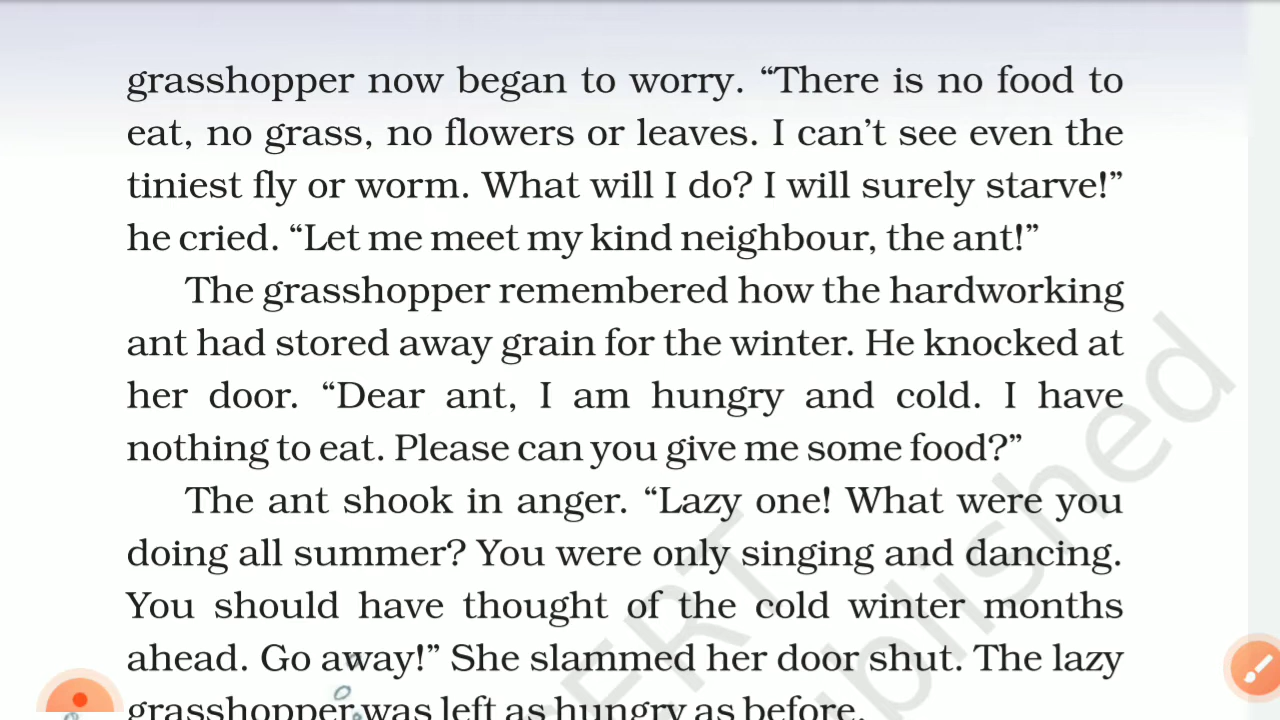 grasshopper now began to worry. “There is no food to
eat, no grass, no flowers or leaves. I can’t see even the
tiniest fly or worm. What will I do? I will surely starve!”
he cried. “Let me meet my kind neighbour, the ant!”
The grasshopper remembered how the hardworking
ant had stored away grain for the winter. He knocked at
her door. “Dear ant, I am hungry and cold. I have
nothing to eat. Please can you give me some food?”
The ant shook in anger. “Lazy one! What were you
doing all summer? You were only singing and dancing.
You should have thought of the cold winter months
ahead. Go away!” She slammed her door shut. The lazy
grasshopper was left as hungry as before.